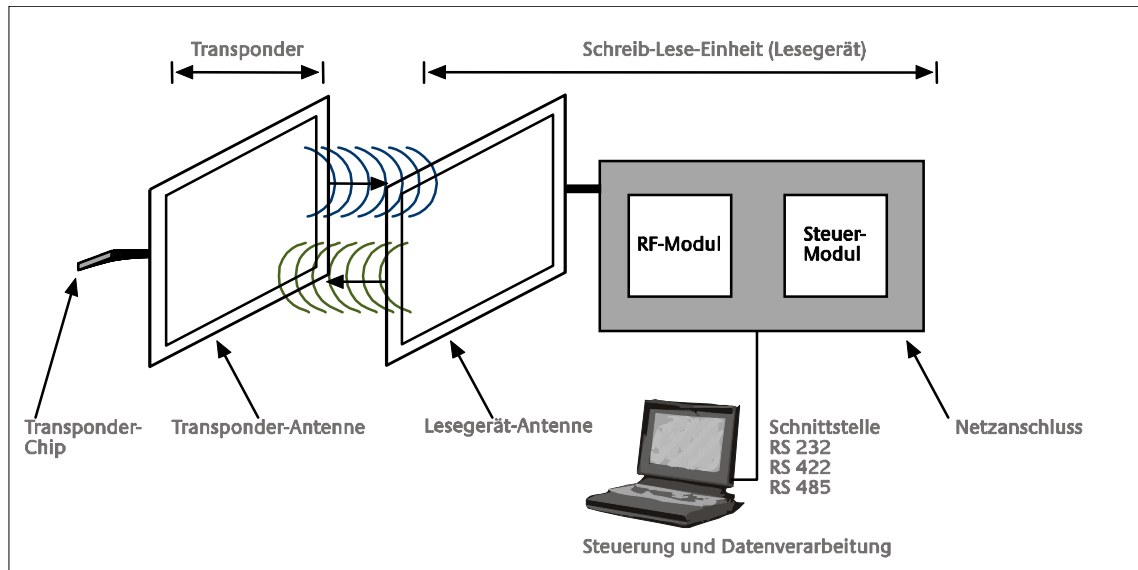 Transponder
Schreib-Lese-Einheit (Lesegerät)
RF-Modul
Steuer-
Modul
Transponder-
Chip
Transponder-Antenne
Lesegerät-Antenne
Schnittstelle
RS 232
RS 422
RS 485
Netzanschluss
Steuerung und Datenverarbeitung